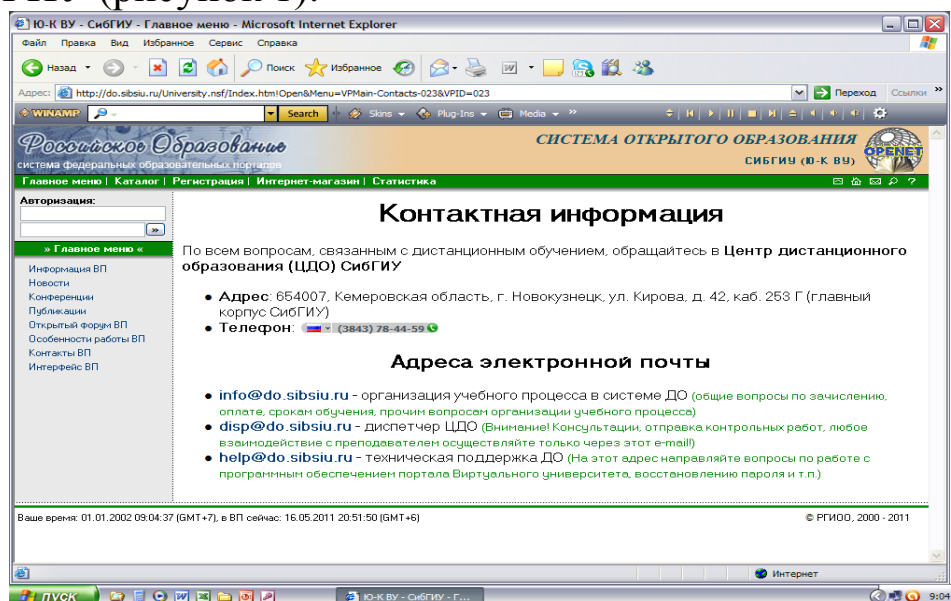 (рисунок 1).
Ю-К ВУ - СибГИУ - Главное меню - Microsoft Internet Explorer
Файл Правка Вид Избранное Сервис Справка
Назад Поиск Избранное
Адрес: http://do.sibsiu.ru/University.nsf/Index.htm!Open&Menu=VPMain-Contacts-023&VPID=023 Переход Ссылки »
WINAMP Search Skins Plug-Ins Media »
Российское Образование
система федеральных образовательных порталов
СИСТЕМА ОТКРЫТОГО ОБРАЗОВАНИЯ
СИБГИУ (Ю-К ВУ)
OPENET
Главное меню | Каталог | Регистрация | Интернет-магазин | Статистика
Авторизация:
»
» Главное меню «
Информация ВП
Новости
Конференции
Публикации
Открытый форум ВП
Особенности работы ВП
Контакты ВП
Интерфейс ВП
Контактная информация
По всем вопросам, связанным с дистанционным обучением, обращайтесь в Центр дистанционного
образования (ЦДО) СибГИУ
• Адрес: 654007, Кемеровская область, г. Новокузнецк, ул. Кирова, д. 42, каб. 253 Г (главный
корпус СибГИУ)
• Телефон: (3843) 78-44-59
Адреса электронной почты
• info@do.sibsiu.ru - организация учебного процесса в системе ДО (общие вопросы по зачислению,
оплате, срокам обучения, прочим вопросам организации учебного процесса)
• disp@do.sibsiu.ru - диспетчер ЦДО (Внимание! Консультации, отправка контрольных работ, любое
взаимодействие с преподавателем осуществляйте только через этот e-mail!)
• help@do.sibsiu.ru - техническая поддержка ДО (На этот адрес направляйте вопросы по работе с
программным обеспечением портала Виртуального университета, восстановлению пароля и т.п.)
Ваше время: 01.01.2002 09:04:37 (GMT+7), в ВП сейчас: 16.05.2011 20:51:50 (GMT+6) © РГИОО, 2000 - 2011
Интернет
пуск Ю-К ВУ - СибГИУ - Г... 9:04